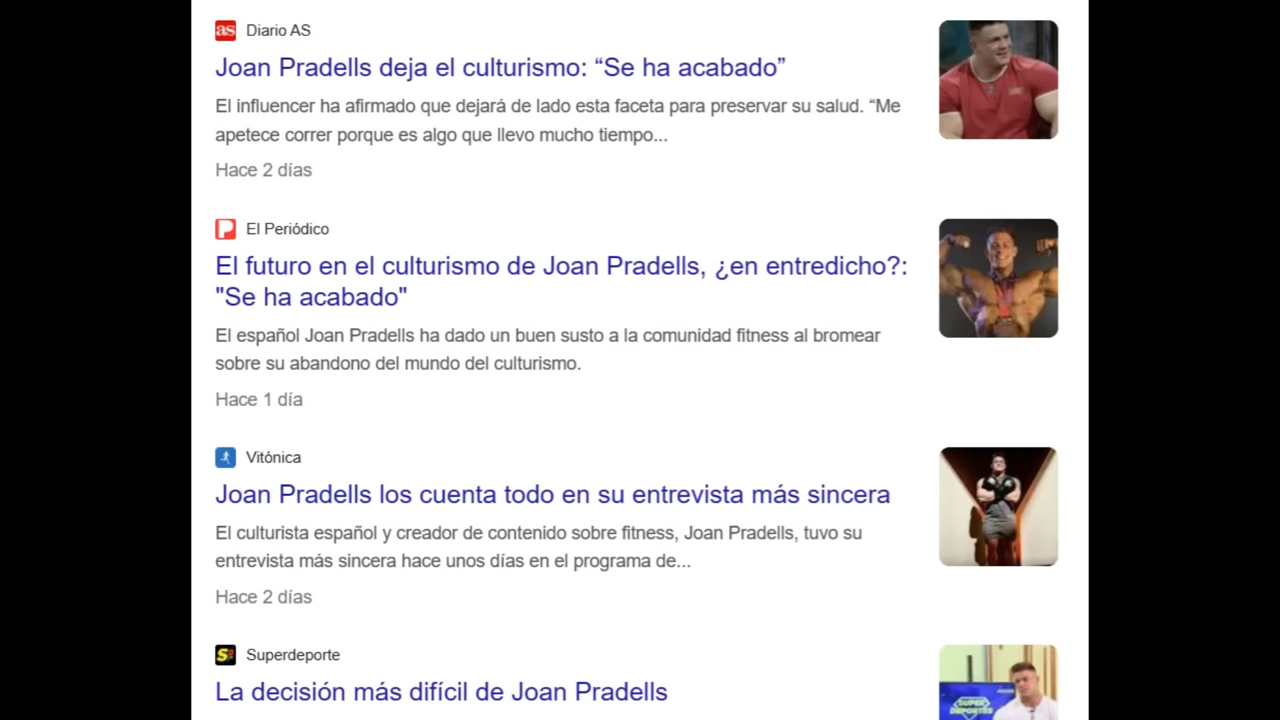 Diario AS
Joan Pradells deja el culturismo: “Se ha acabado”
El influencer ha afirmado que dejará de lado esta faceta para preservar su salud. “Me
apetece correr porque es algo que llevo mucho tiempo...
Hace 2 días
El Periódico
El futuro en el culturismo de Joan Pradells, ¿en entredicho?:
"Se ha acabado"
El español Joan Pradells ha dado un buen susto a la comunidad fitness al bromear
sobre su abandono del mundo del culturismo.
Hace 1 día
Vitónica
Joan Pradells los cuenta todo en su entrevista más sincera
El culturista español y creador de contenido sobre fitness, Joan Pradells, tuvo su
entrevista más sincera hace unos días en el programa de...
Hace 2 días
Superdeporte
La decisión más difícil de Joan Pradells